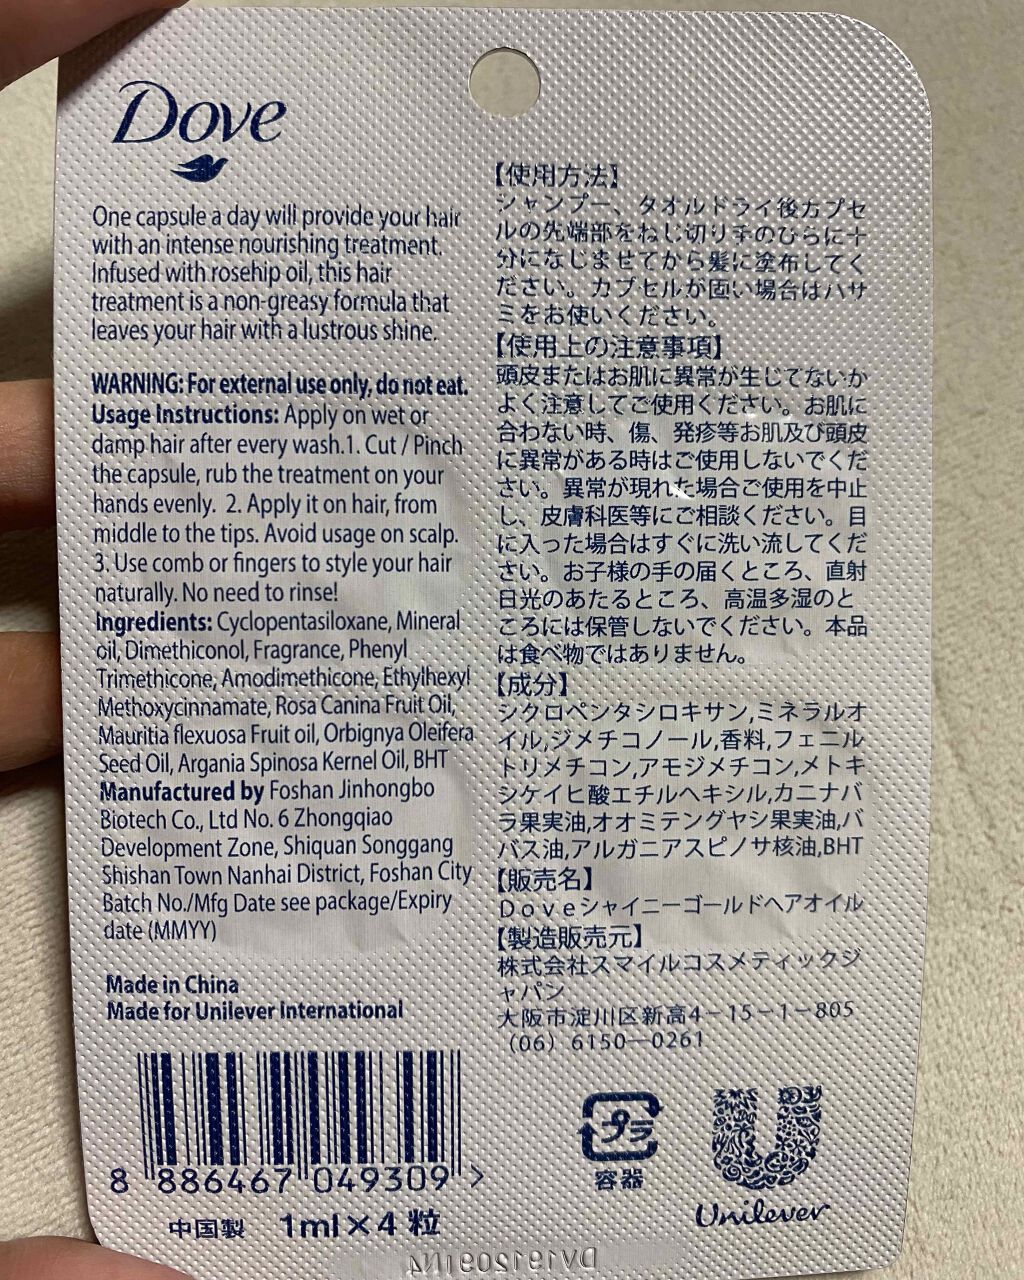 Dove
One capsule a day will provide your hair
with an intense nourishing treatment.
Infused with rosehip oil, this hair
treatment is a non-greasy formula that
leaves your hair with a lustrous shine.
WARNING: For external use only, do not eat.
Usage Instructions: Apply on wet or
damp hair after every wash.1. Cut / Pinch
the capsule, rub the treatment on your
hands evenly. 2. Apply it on hair, from
middle to the tips. Avoid usage on scalp.
3. Use comb or fingers to style your hair
naturally. No need to rinse!
Ingredients: Cyclopentasiloxane, Mineral
oil, Dimethiconol, Fragrance, Phenyl
Trimethicone, Amodimethicone, Ethylhexyl
Methoxycinnamate, Rosa Canina Fruit Oil,
Mauritia flexuosa Fruit oil, Orbignya Oleifera
Seed Oil, Argania Spinosa Kernel Oil, BHT
Manufactured by Foshan Jinhongbo
Biotech Co., Ltd No. 6 Zhongqiao
Development Zone, Shiquan Songgang
Shishan Town Nanhai District, Foshan City
Batch No./Mfg Date see package/Expiry
date (MMYY)
Made in China
Made for Unilever International
8 886467 049309 >
中国製 1ml×4粒
【使用方法】
シャンプー、タオルドライ後カプセ
ルの先端部をねじ切り手のひらに十
分になじませてから髪に塗布してく
ださい。カプセルが固い場合はハサ
ミをお使いください。
【使用上の注意事項】
頭皮またはお肌に異常が生じてないか
よく注意してご使用ください。お肌に
合わない時、傷、発疹等お肌及び頭皮
に異常がある時はご使用しないでくだ
さい。異常が現れた場合ご使用を中止
し、皮膚科医等にご相談ください。目
に入った場合はすぐに洗い流してくだ
さい。お子様の手の届くところ、直射
日光のあたるところ、高温多湿のと
ころには保管しないでください。本品
は食べ物ではありません。
【成分】
シクロペンタシロキサン,ミネラルオ
イル,ジメチコノール,香料,フェニル
トリメチコン,アモジメチコン,メトキ
シケイヒ酸エチルヘキシル,カニナバ
ラ果実油,オオミテングヤシ果実油,バ
バス油,アルガニアスピノサ核油,BHT
【販売名】
Doveシャイニーゴールドヘアオイル
【製造販売元】
株式会社スマイルコスメティックジ
ャパン
大阪市淀川区新高4－15－1－805
（06）6150―0261
プラ
容器
Unilever
DV1912091N4